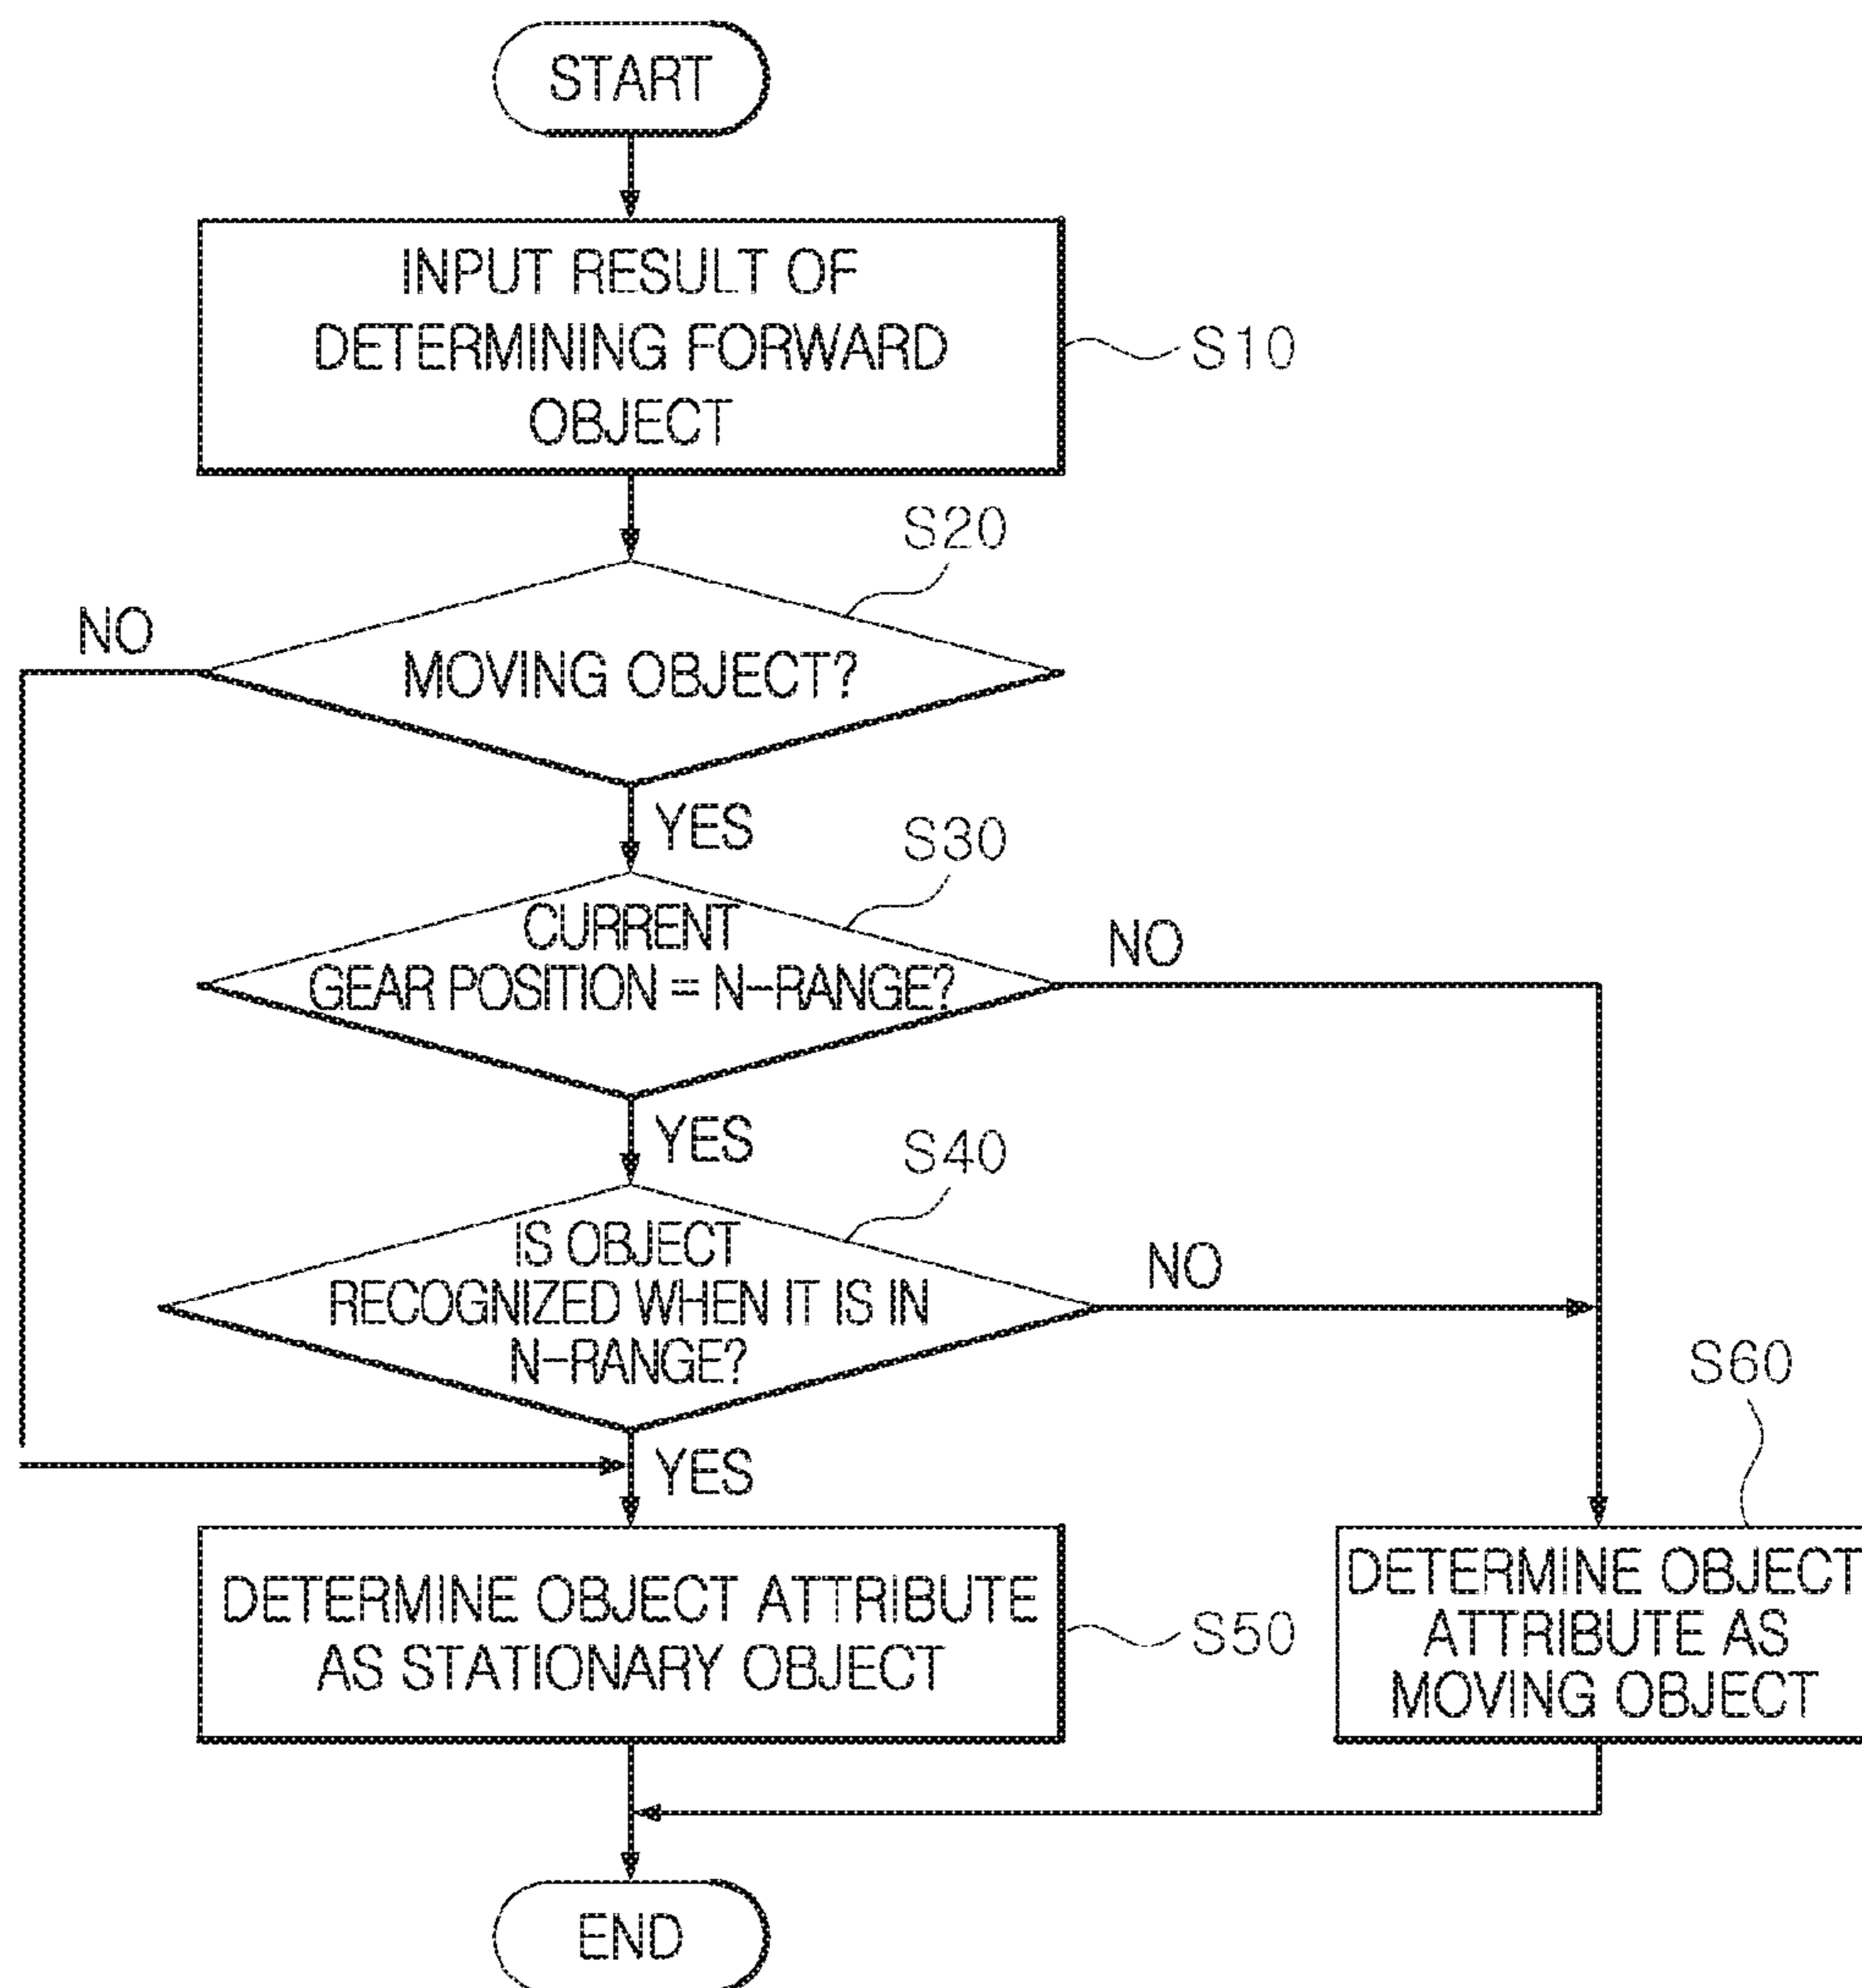 START
INPUT RESULT OF
DETERMINING FORWARD
OBJECT
S10
S20
NO
MOVING OBJECT?
YES
S30
CURRENT
GEAR POSITION = N-RANGE?
NO
YES
S40
IS OBJECT
RECOGNIZED WHEN IT IS IN
N-RANGE?
NO
YES
S60
DETERMINE OBJECT ATTRIBUTE
AS STATIONARY OBJECT
S50
DETERMINE OBJECT
ATTRIBUTE AS
MOVING OBJECT
END